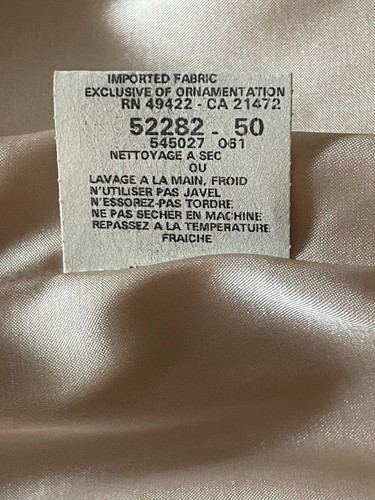 IMPORTED FABRIC
EXCLUSIVE OF ORNAMENTATION
RN 49422 - CA 21472
52282 - 50
545027 061
NETTOYAGE A SEC
OU
LAVAGE A LA MAIN, FROID
N'UTILISER PAS JAVEL
N'ESSOREZ-PAS TORDRE
NE PAS SECHER EN MACHINE
REPASSEZ A LA TEMPERATURE
FRAICHE